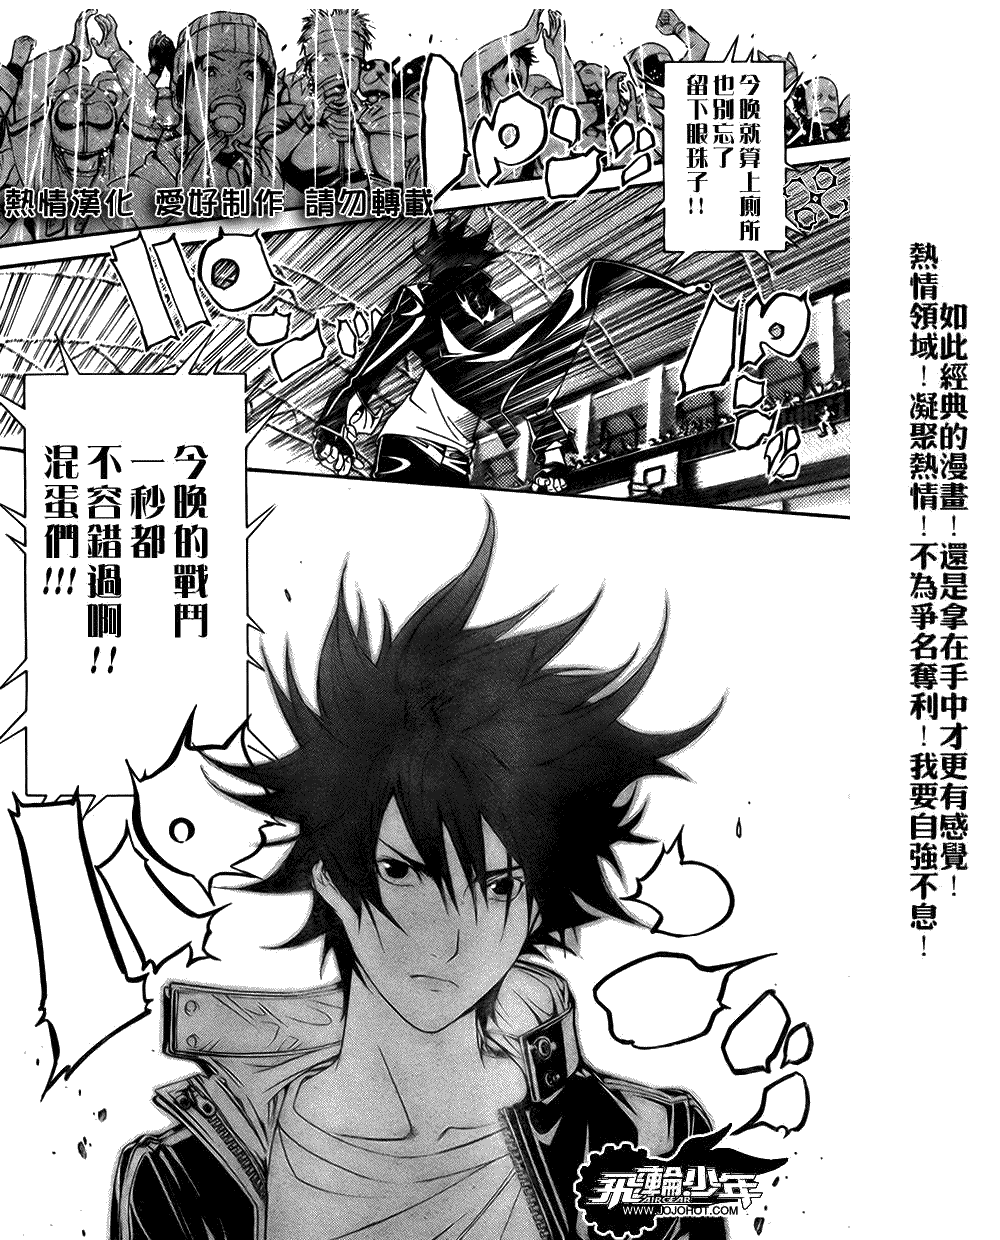 今晚就算上廁所
也別忘了
留下眼珠子!!
熱情漢化 愛好制作 請勿轉載
今晚的戰鬥
一秒都
不容錯過啊!!
混蛋們!!!
如此經典的漫畫！還是拿在手中才更有感覺！
熱情領域！凝聚熱情！不為爭名奪利！我要自強不息！
飛輪少年
AIRGEAR
WWW.JOJOHOT.COM